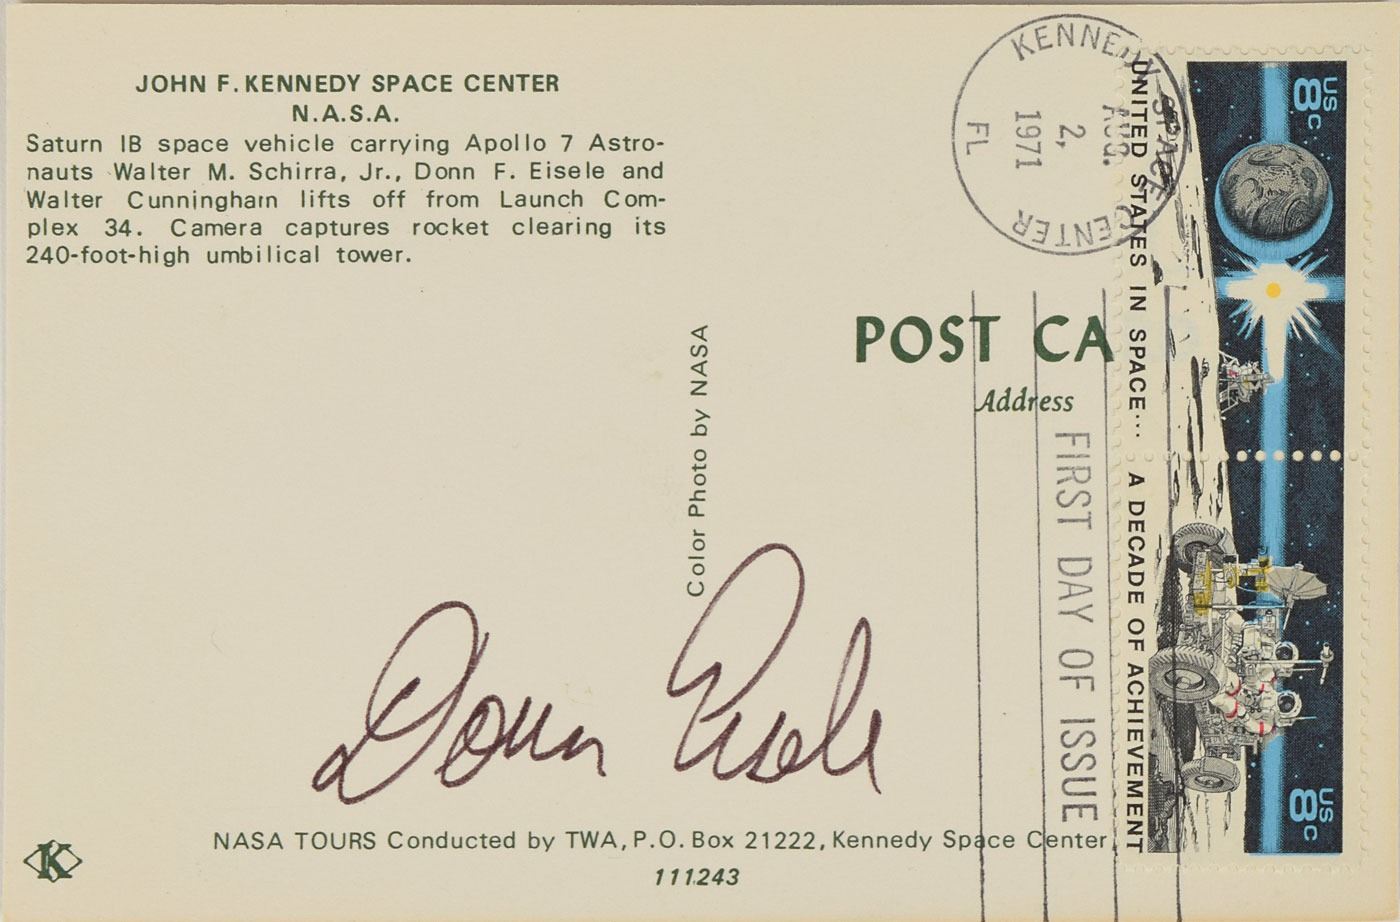 JOHN F. KENNEDY SPACE CENTER
N.A.S.A.
Saturn IB space vehicle carrying Apollo 7 Astro-
nauts Walter M. Schirra, Jr., Donn F. Eisele and
Walter Cunningham lifts off from Launch Com-
plex 34. Camera captures rocket clearing its
240-foot-high umbilical tower.
KENNEDY SPACE CENTER
AUG.
2,
1971
FL
POST CA
Address
Color Photo by NASA
FIRST DAY OF ISSUE
UNITED STATES IN SPACE... A DECADE OF ACHIEVEMENT
US
8c
US
8c
Donn Eisele
NASA TOURS Conducted by TWA, P.O. Box 21222, Kennedy Space Center,
111243
K